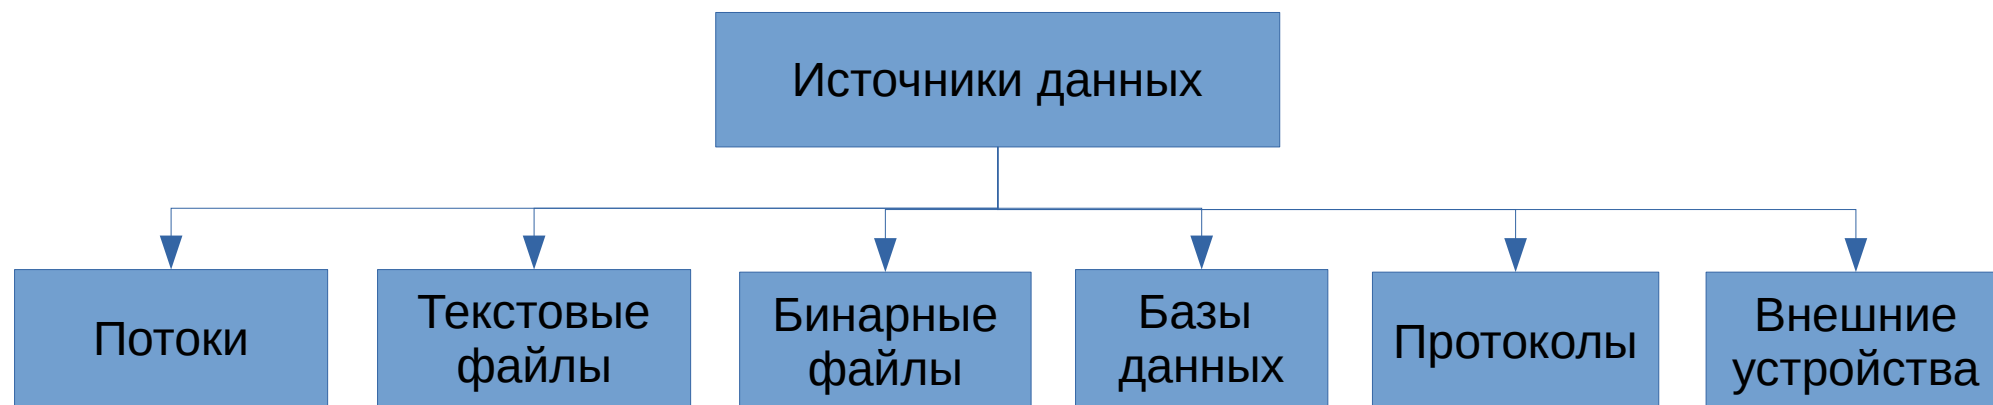 Источники данных
Потоки
Текстовые
файлы
Бинарные
файлы
Базы
данных
Протоколы
Внешние
устройства